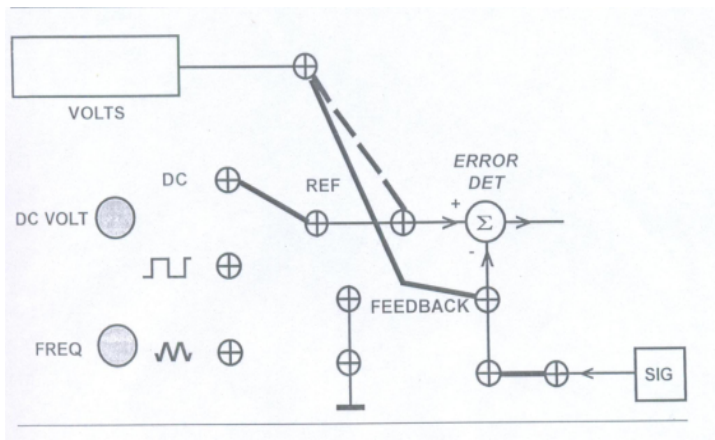 VOLTS
DC
REF
ERROR
DET
DC VOLT
+
Σ
-
FEEDBACK
FREQ
SIG